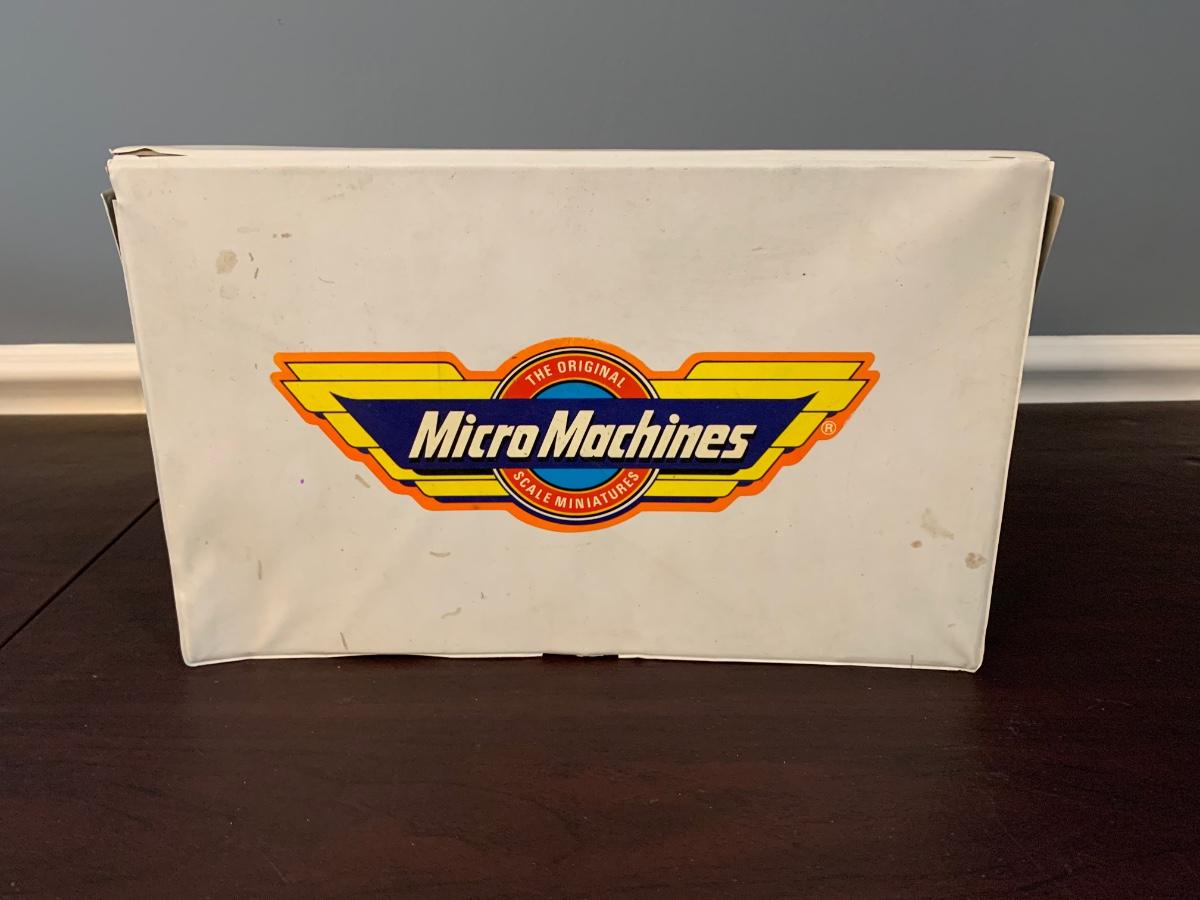 THE ORIGINAL
Micro Machines
®
SCALE MINIATURES